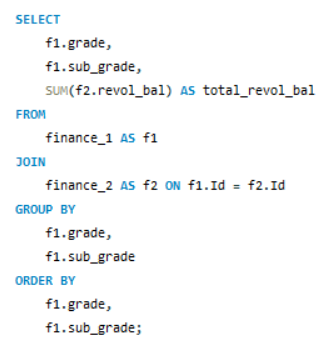 SELECT
f1.grade,
f1.sub_grade,
SUM(f2.revol_bal) AS total_revol_bal
FROM
finance_1 AS f1
JOIN
finance_2 AS f2 ON f1.Id = f2.Id
GROUP BY
f1.grade,
f1.sub_grade
ORDER BY
f1.grade,
f1.sub_grade;